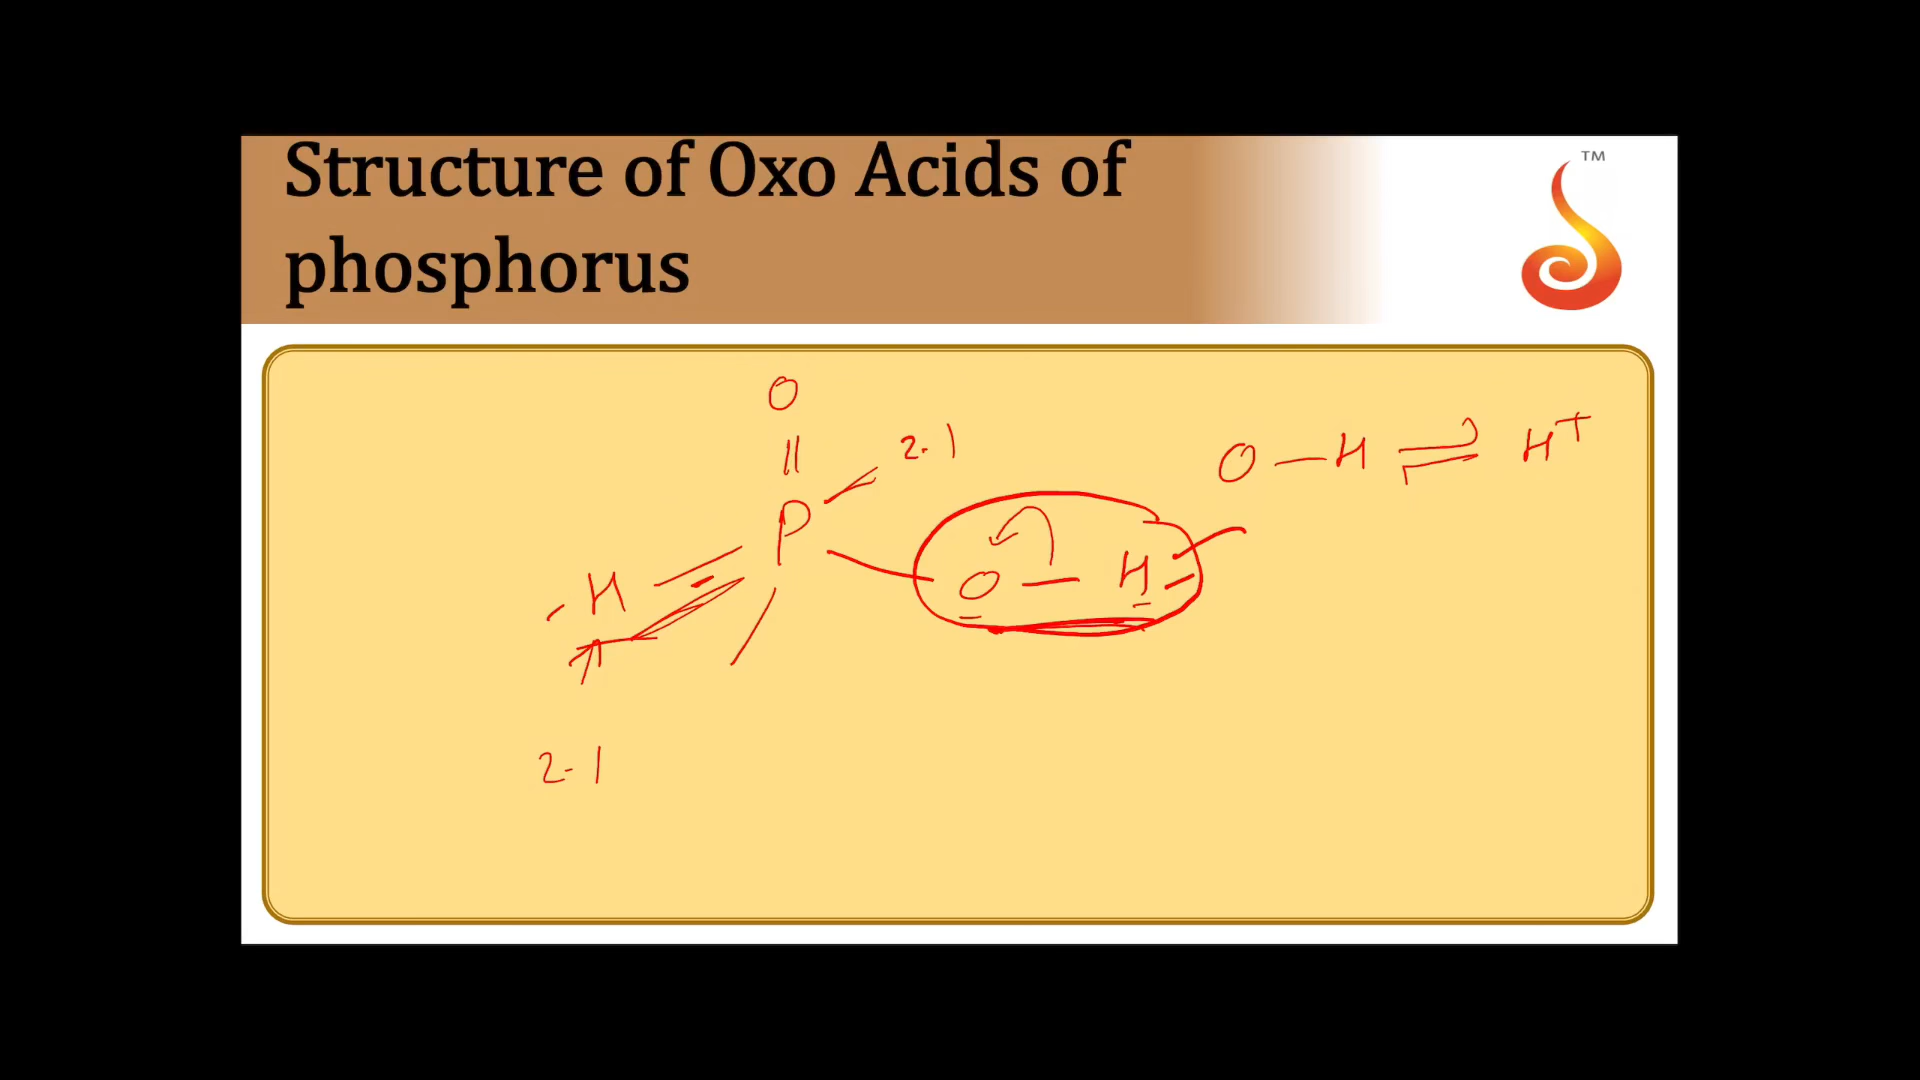 Structure of Oxo Acids of
phosphorus
TM
O
||
P
2.1
O — H ⇌ H+
- H
O — H
2.1